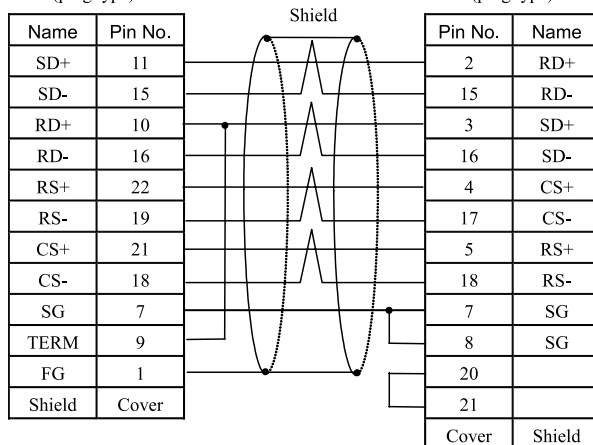 Shield
Name Pin No. Pin No. Name
SD+ 11 2 RD+
SD- 15 15 RD-
RD+ 10 3 SD+
RD- 16 16 SD-
RS+ 22 4 CS+
RS- 19 17 CS-
CS+ 21 5 RS+
CS- 18 18 RS-
SG 7 7 SG
TERM 9 8 SG
FG 1 20
Shield Cover 21
Cover Shield